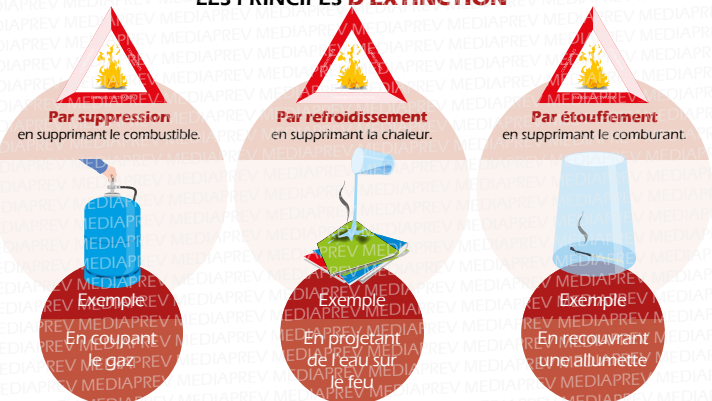 LES PRINCIPES D'EXTINCTION
Par suppression
en supprimant le combustible.
Exemple
En coupant
le gaz
Par refroidissement
en supprimant la chaleur.
Exemple
En projetant
de l'eau sur
le feu
Par étouffement
en supprimant le comburant.
Exemple
En recouvrant
une allumette
MEDIAPREV